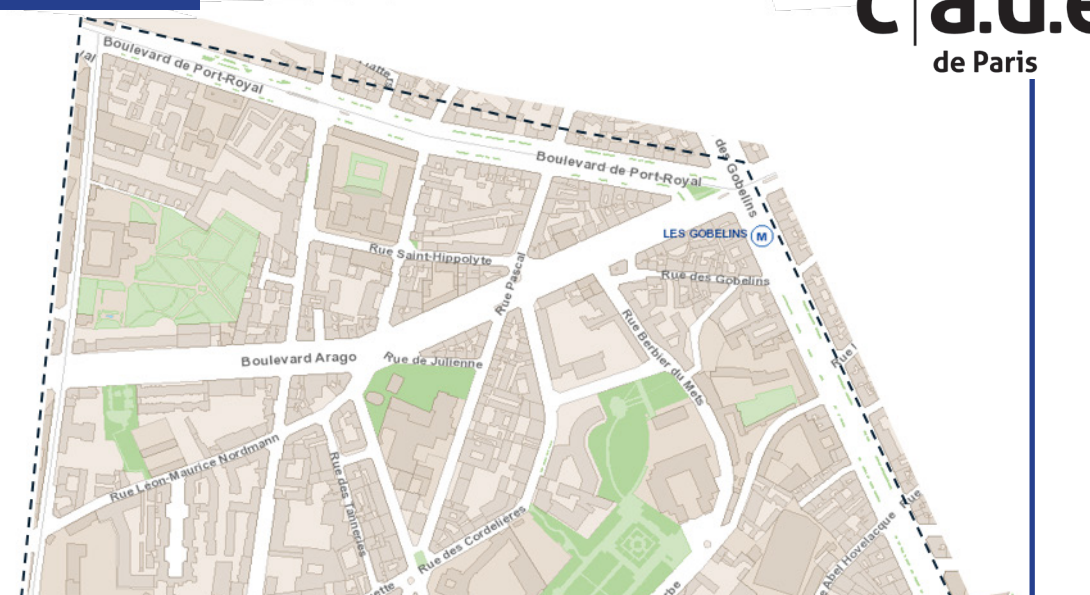 c|a.u.e
de Paris
Boulevard de Port-Royal
Boulevard de Port-Royal
des Gobelins
LES GOBELINS M
Rue Saint-Hippolyte
Rue Pascal
Rue des Gobelins
Rue Berbier du Mets
Boulevard Arago
Rue de Julienne
Rue
Rue Léon-Maurice Nordmann
Rue des Tanneries
Rue des Cordelières
Rue
Abel Hovelacque